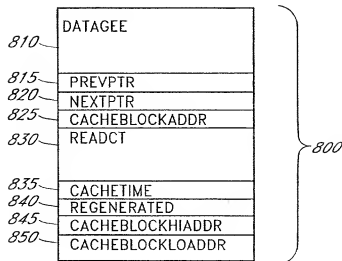 810 DATAGEE
815 PREVPTR
820 NEXTPTR
825 CACHEBLOCKADDR
830 READCT
800
835 CACHETIME
840 REGENERATED
845 CACHEBLOCKHIADDR
850 CACHEBLOCKLOADDR